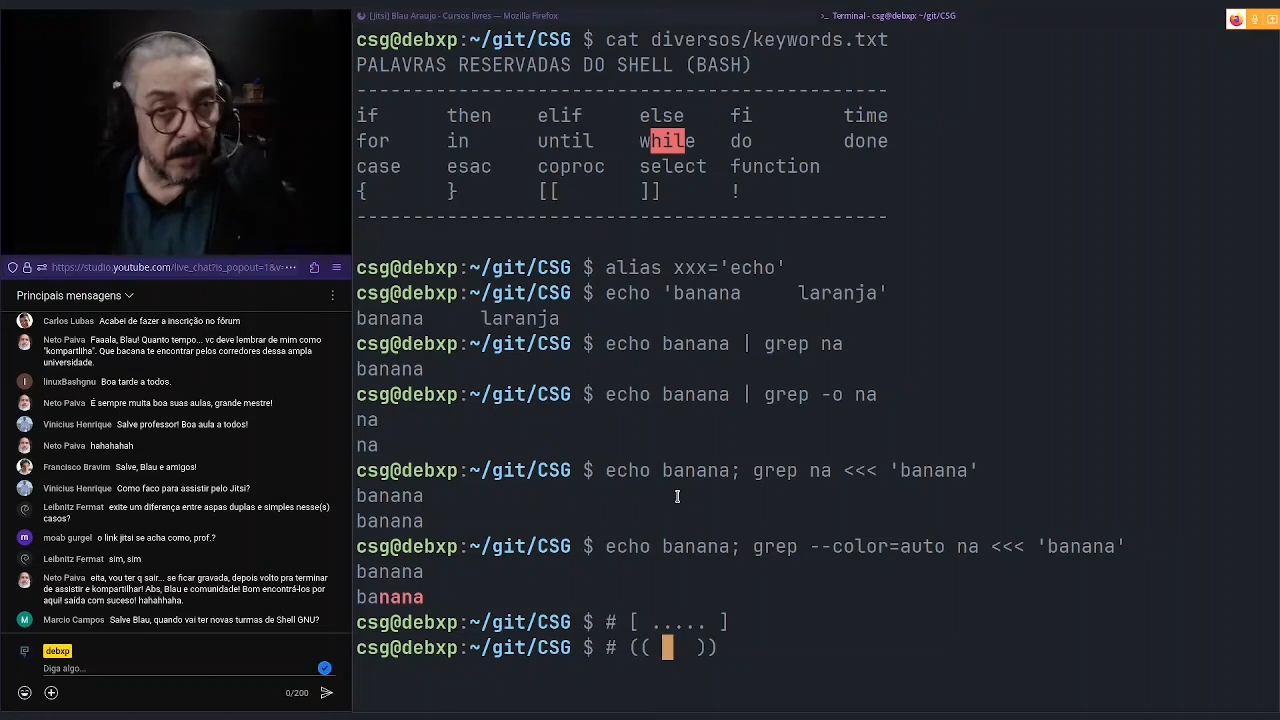 [Jitsi] Blau Araujo - Cursos livres — Mozilla Firefox
>_ Terminal - csg@debxp: ~/git/CSG
https://studio.youtube.com/live_chat?is_popout=1&v=…
Principais mensagens
Carlos Lubas Acabei de fazer a inscrição no fórum
Neto Paiva Faaala, Blau! Quanto tempo... vc deve lembrar de mim como
"kompartilha". Que bacana te encontrar pelos corredores dessa ampla
universidade.
linuxBashgnu Boa tarde a todos.
Neto Paiva É sempre muita boa suas aulas, grande mestre!
Vinicius Henrique Salve professor! Boa aula a todos!
Neto Paiva hahahahah
Francisco Bravim Salve, Blau e amigos!
Vinicius Henrique Como faco para assistir pelo Jitsi?
Leibnitz Fermat exite um diferença entre aspas duplas e simples nesse(s)
casos?
moab gurgel o link jitsi se acha como, prof.?
Leibnitz Fermat sim, sim
Neto Paiva eita, vou ter q sair... se ficar gravada, depois volto pra terminar
de assistir e kompartilhar! Abs, Blau e comunidade! Bom encontrá-los por
aqui! saída com suceso! hahahhaha.
Marcio Campos Salve Blau, quando vai ter novas turmas de Shell GNU?
debxp
Diga algo...
0/200
csg@debxp:~/git/CSG $ cat diversos/keywords.txt
PALAVRAS RESERVADAS DO SHELL (BASH)
-----------------------------------------------
if then elif else fi time
for in until while do done
case esac coproc select function
{ } [[ ]] !
-----------------------------------------------
csg@debxp:~/git/CSG $ alias xxx='echo'
csg@debxp:~/git/CSG $ echo 'banana     laranja'
banana     laranja
csg@debxp:~/git/CSG $ echo banana | grep na
banana
csg@debxp:~/git/CSG $ echo banana | grep -o na
na
na
csg@debxp:~/git/CSG $ echo banana; grep na <<< 'banana'
banana
banana
csg@debxp:~/git/CSG $ echo banana; grep --color=auto na <<< 'banana'
banana
banana
csg@debxp:~/git/CSG $ # [ ..... ]
csg@debxp:~/git/CSG $ # ((    ))